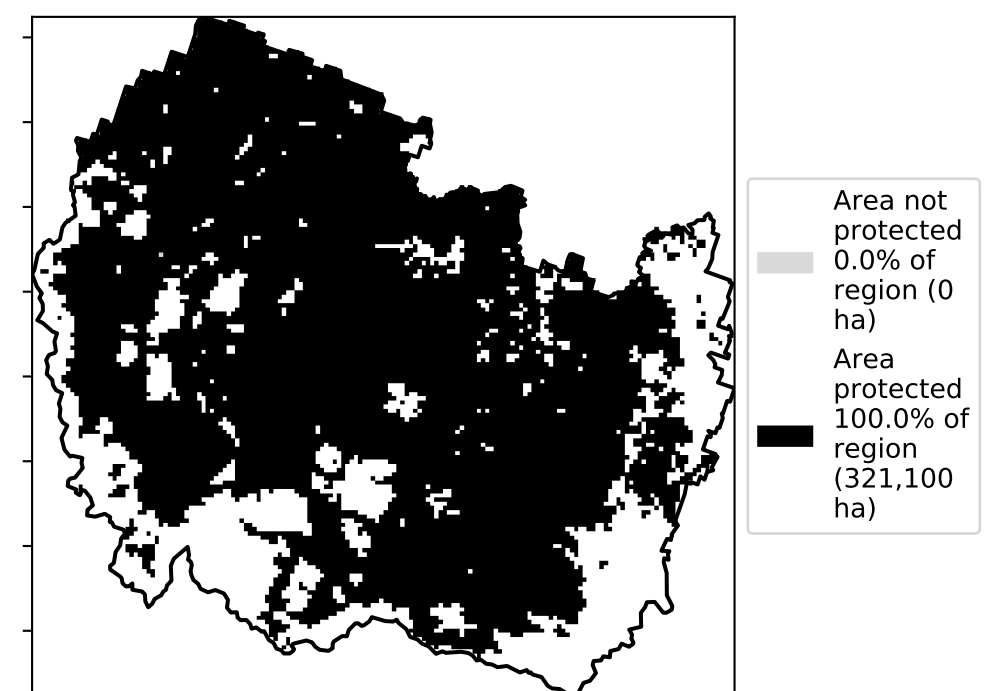 Area not
protected
0.0% of
region (0
ha)
Area
protected
100.0% of
region
(321,100
ha)